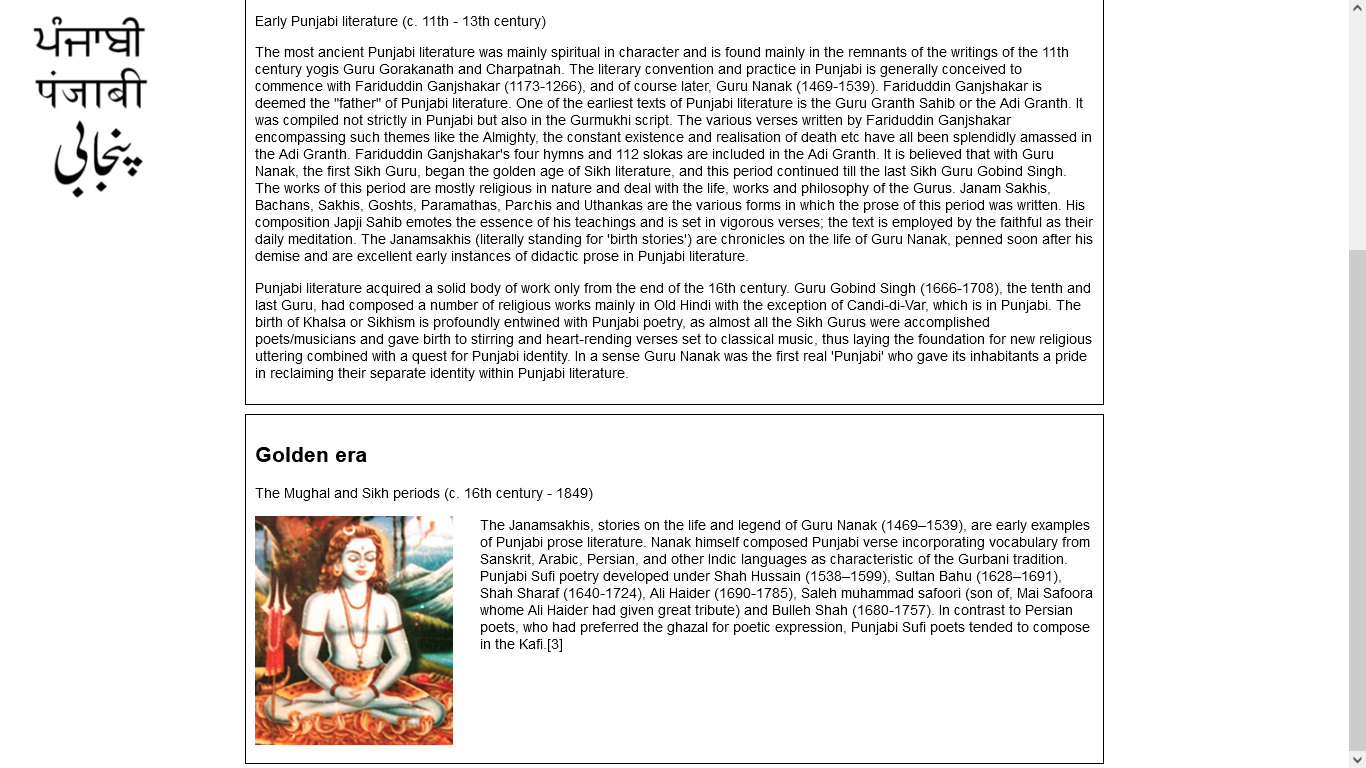 ਪੰਜਾਬੀ
पंजाबी
پنجابی
Early Punjabi literature (c. 11th - 13th century)
The most ancient Punjabi literature was mainly spiritual in character and is found mainly in the remnants of the writings of the 11th
century yogis Guru Gorakanath and Charpatnah. The literary convention and practice in Punjabi is generally conceived to
commence with Fariduddin Ganjshakar (1173-1266), and of course later, Guru Nanak (1469-1539). Fariduddin Ganjshakar is
deemed the "father" of Punjabi literature. One of the earliest texts of Punjabi literature is the Guru Granth Sahib or the Adi Granth. It
was compiled not strictly in Punjabi but also in the Gurmukhi script. The various verses written by Fariduddin Ganjshakar
encompassing such themes like the Almighty, the constant existence and realisation of death etc have all been splendidly amassed in
the Adi Granth. Fariduddin Ganjshakar's four hymns and 112 slokas are included in the Adi Granth. It is believed that with Guru
Nanak, the first Sikh Guru, began the golden age of Sikh literature, and this period continued till the last Sikh Guru Gobind Singh.
The works of this period are mostly religious in nature and deal with the life, works and philosophy of the Gurus. Janam Sakhis,
Bachans, Sakhis, Goshts, Paramathas, Parchis and Uthankas are the various forms in which the prose of this period was written. His
composition Japji Sahib emotes the essence of his teachings and is set in vigorous verses; the text is employed by the faithful as their
daily meditation. The Janamsakhis (literally standing for 'birth stories') are chronicles on the life of Guru Nanak, penned soon after his
demise and are excellent early instances of didactic prose in Punjabi literature.
Punjabi literature acquired a solid body of work only from the end of the 16th century. Guru Gobind Singh (1666-1708), the tenth and
last Guru, had composed a number of religious works mainly in Old Hindi with the exception of Candi-di-Var, which is in Punjabi. The
birth of Khalsa or Sikhism is profoundly entwined with Punjabi poetry, as almost all the Sikh Gurus were accomplished
poets/musicians and gave birth to stirring and heart-rending verses set to classical music, thus laying the foundation for new religious
uttering combined with a quest for Punjabi identity. In a sense Guru Nanak was the first real 'Punjabi' who gave its inhabitants a pride
in reclaiming their separate identity within Punjabi literature.
Golden era
The Mughal and Sikh periods (c. 16th century - 1849)
The Janamsakhis, stories on the life and legend of Guru Nanak (1469–1539), are early examples
of Punjabi prose literature. Nanak himself composed Punjabi verse incorporating vocabulary from
Sanskrit, Arabic, Persian, and other Indic languages as characteristic of the Gurbani tradition.
Punjabi Sufi poetry developed under Shah Hussain (1538–1599), Sultan Bahu (1628–1691),
Shah Sharaf (1640-1724), Ali Haider (1690-1785), Saleh muhammad safoori (son of, Mai Safoora
whome Ali Haider had given great tribute) and Bulleh Shah (1680-1757). In contrast to Persian
poets, who had preferred the ghazal for poetic expression, Punjabi Sufi poets tended to compose
in the Kafi.[3]